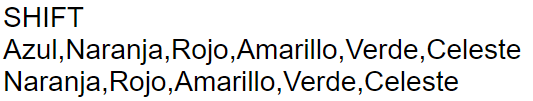 SHIFT
Azul,Naranja,Rojo,Amarillo,Verde,Celeste
Naranja,Rojo,Amarillo,Verde,Celeste